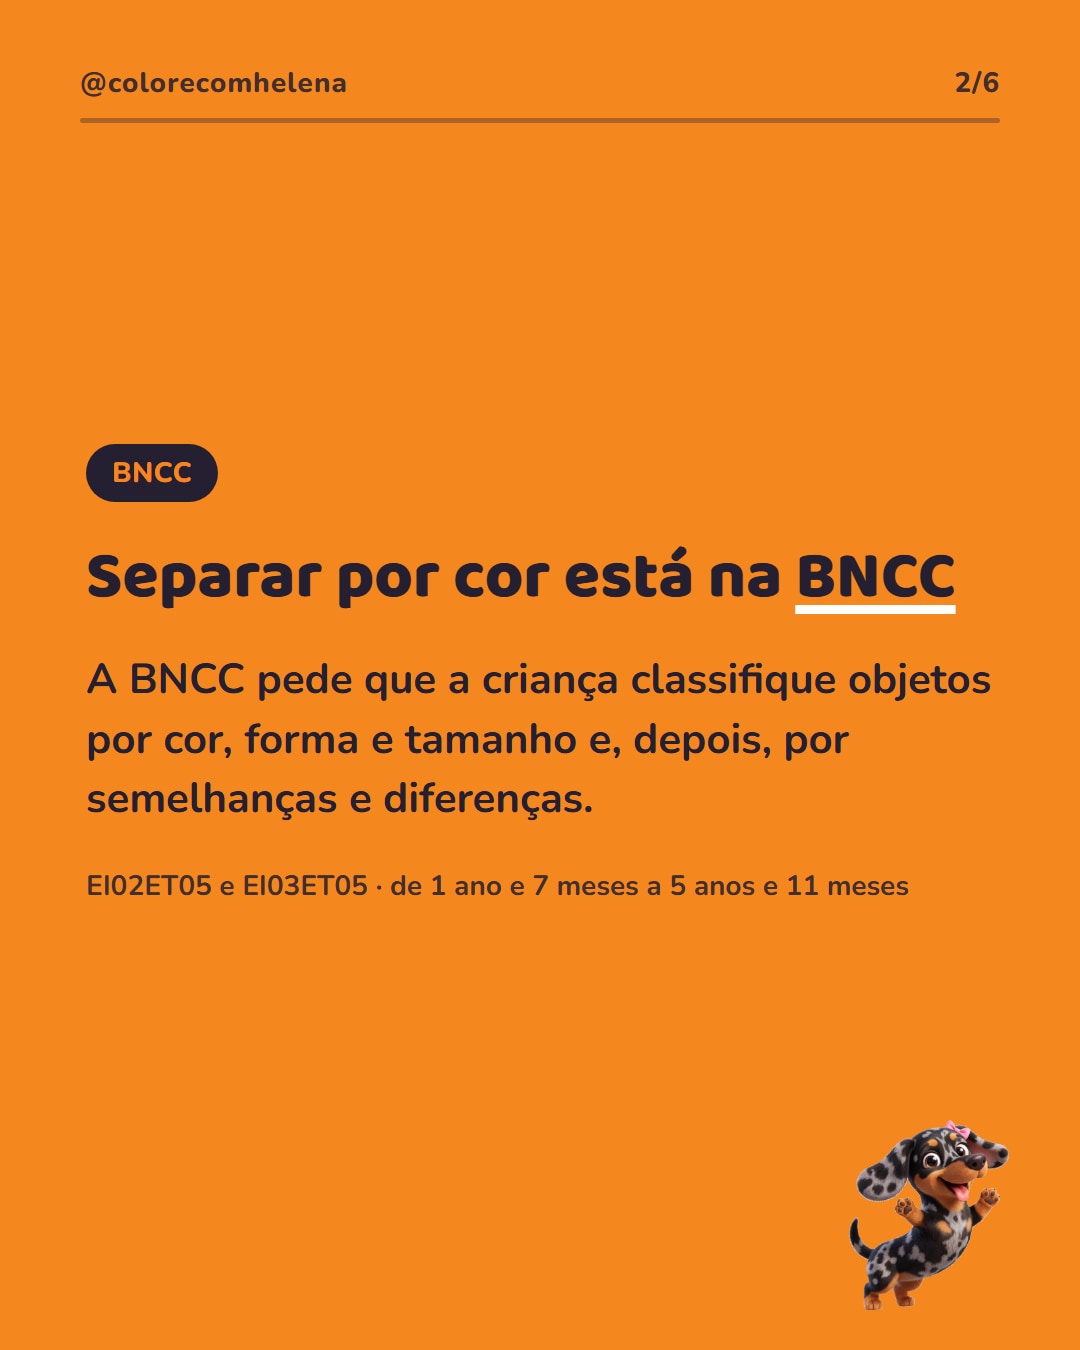 @colorecomhelena
2/6
BNCC
Separar por cor está na BNCC
A BNCC pede que a criança classifique objetos
por cor, forma e tamanho e, depois, por
semelhanças e diferenças.
EI02ET05 e EI03ET05 · de 1 ano e 7 meses a 5 anos e 11 meses